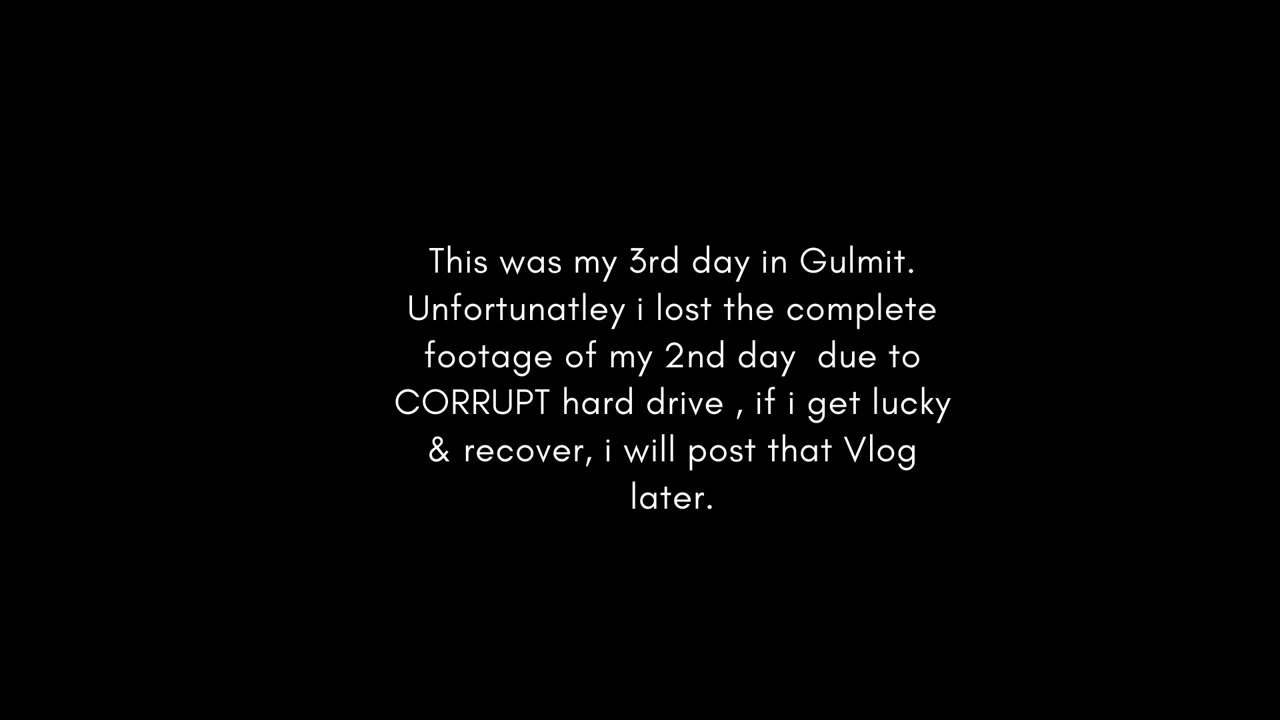 This was my 3rd day in Gulmit.
Unfortunatley i lost the complete
footage of my 2nd day  due to
CORRUPT hard drive , if i get lucky
& recover, i will post that Vlog
later.